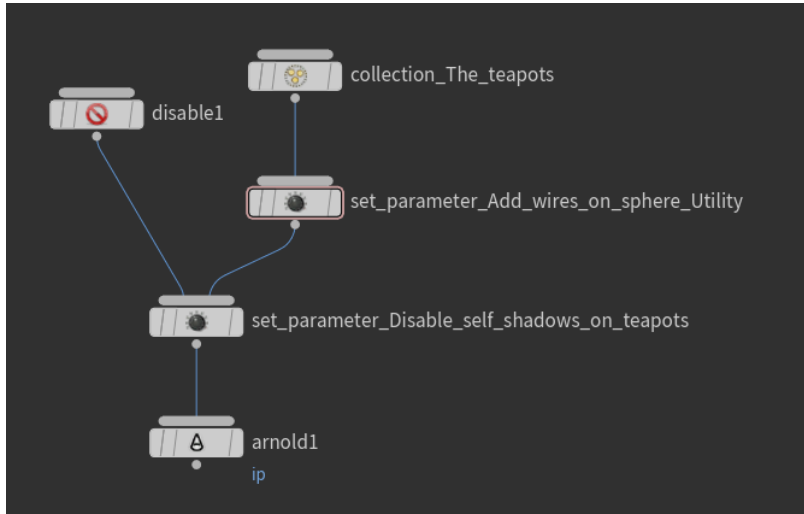 collection_The_teapots
disable1
set_parameter_Add_wires_on_sphere_Utility
set_parameter_Disable_self_shadows_on_teapots
arnold1
ip